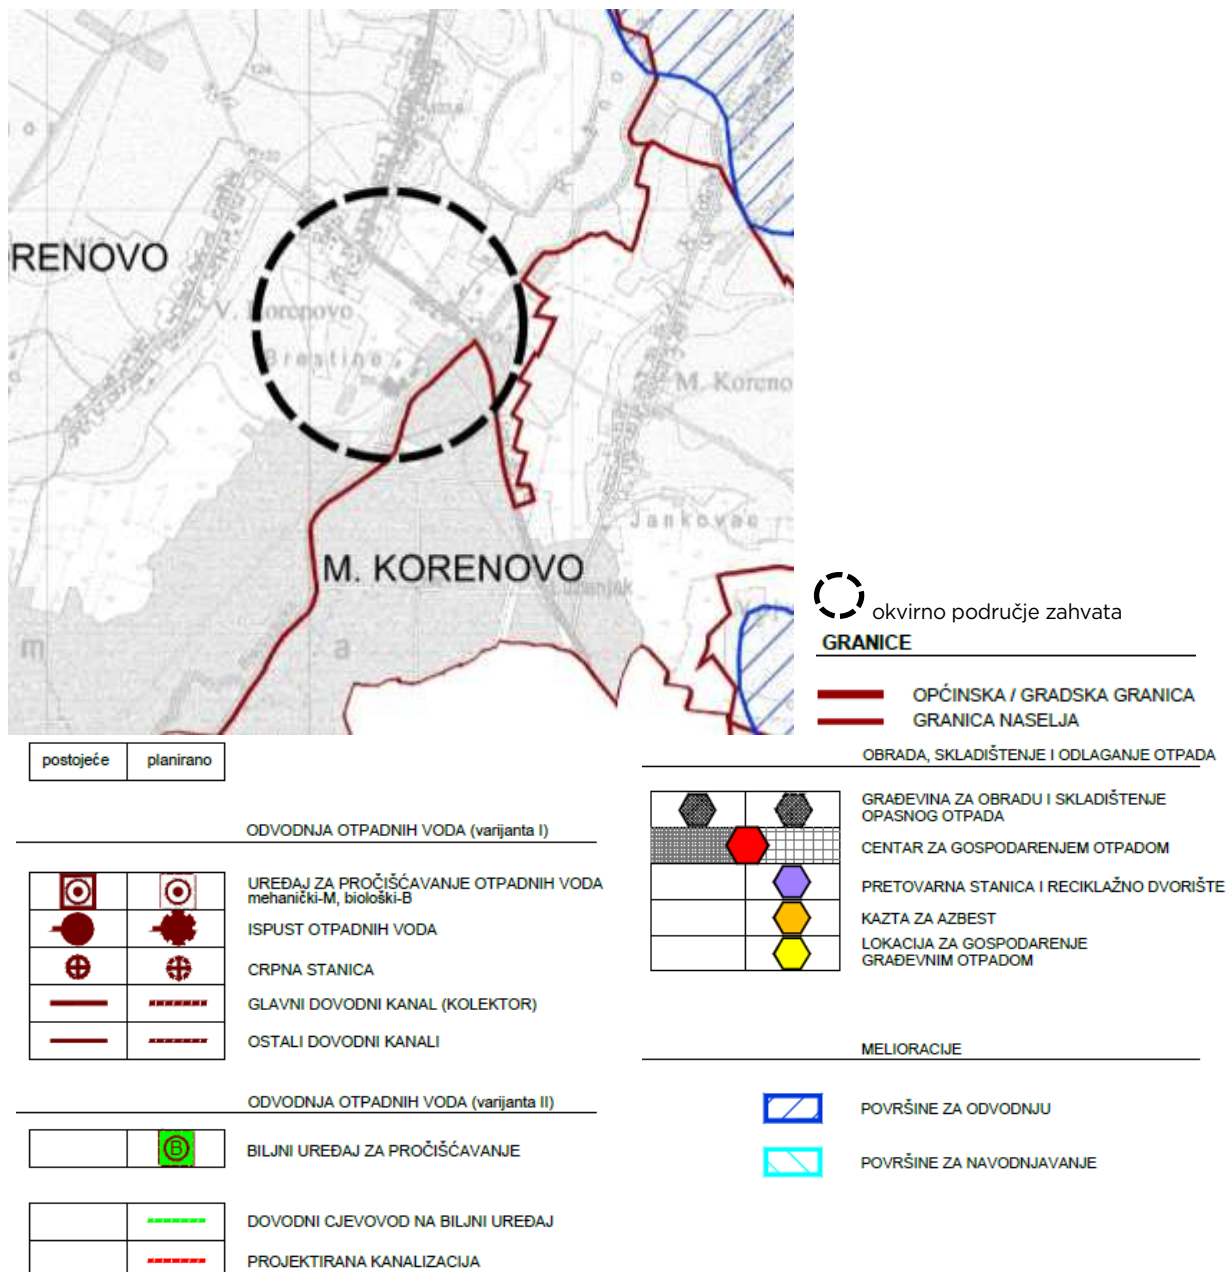 RENOVO
V. Korenovo
Brestine
M. Koreno
Jankovac
M. KORENOVO
m
a
okvirno područje zahvata
GRANICE
OPĆINSKA / GRADSKA GRANICA
GRANICA NASELJA
postojeće planirano
OBRADA, SKLADIŠTENJE I ODLAGANJE OTPADA
GRAĐEVINA ZA OBRADU I SKLADIŠTENJE
OPASNOG OTPADA
CENTAR ZA GOSPODARENJEM OTPADOM
PRETOVARNA STANICA I RECIKLAŽNO DVORIŠTE
KAZTA ZA AZBEST
LOKACIJA ZA GOSPODARENJE
GRAĐEVNIM OTPADOM
ODVODNJA OTPADNIH VODA (varijanta I)
UREĐAJ ZA PROČIŠĆAVANJE OTPADNIH VODA
mehanički-M, biološki-B
ISPUST OTPADNIH VODA
CRPNA STANICA
GLAVNI DOVODNI KANAL (KOLEKTOR)
OSTALI DOVODNI KANALI
MELIORACIJE
POVRŠINE ZA ODVODNJU
POVRŠINE ZA NAVODNJAVANJE
ODVODNJA OTPADNIH VODA (varijanta II)
B
BILJNI UREĐAJ ZA PROČIŠĆAVANJE
DOVODNI CJEVOVOD NA BILJNI UREĐAJ
PROJEKTIRANA KANALIZACIJA